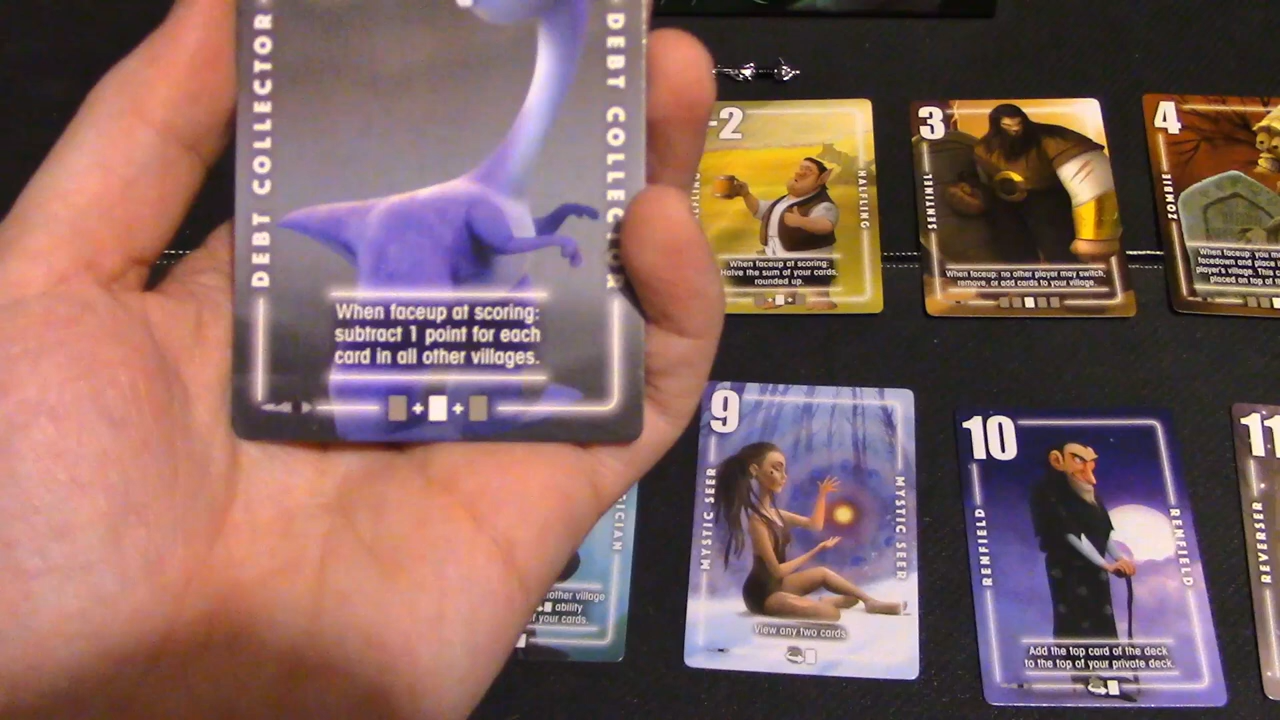 DEBT COLLECTOR
DEBT COLLECTOR
When faceup at scoring:
subtract 1 point for each
card in all other villages.
+ +
-2
HALFLING
When faceup at scoring:
Halve the sum of your cards,
rounded up.
3
SENTINEL
When faceup: no other player may switch,
remove, or add cards to your village.
4
ZOMBIE
When faceup: you
facedown and place
player's village. This
placed on top of
other village
ability
your cards.
9
MYSTIC SEER
MYSTIC SEER
View any two cards.
10
RENFIELD
RENFIELD
Add the top card of the deck
to the top of your private deck.
11
REVERSER